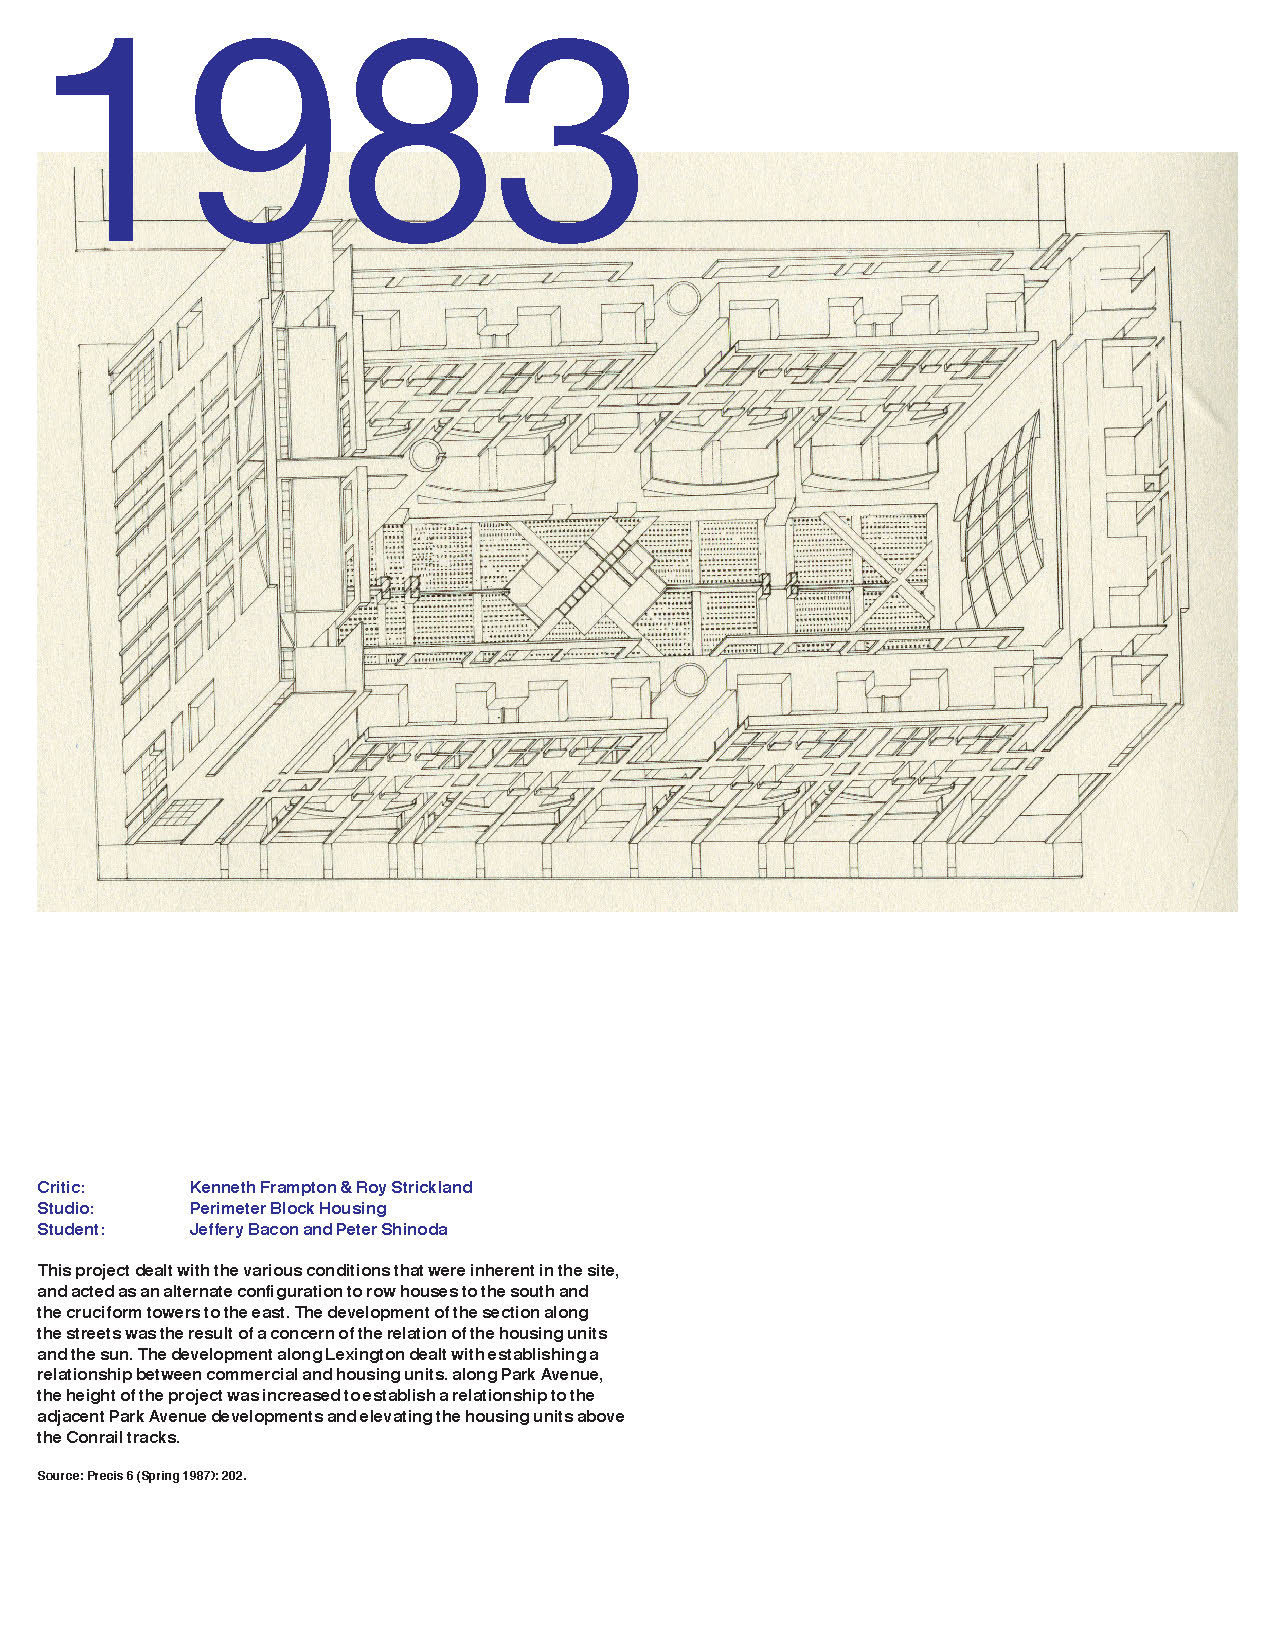 1983
Critic: Kenneth Frampton & Roy Strickland
Studio: Perimeter Block Housing
Student: Jeffery Bacon and Peter Shinoda
This project dealt with the various conditions that were inherent in the site,
and acted as an alternate configuration to row houses to the south and
the cruciform towers to the east. The development of the section along
the streets was the result of a concern of the relation of the housing units
and the sun. The development along Lexington dealt with establishing a
relationship between commercial and housing units. along Park Avenue,
the height of the project was increased to establish a relationship to the
adjacent Park Avenue developments and elevating the housing units above
the Conrail tracks.
Source: Precis 6 (Spring 1987): 202.